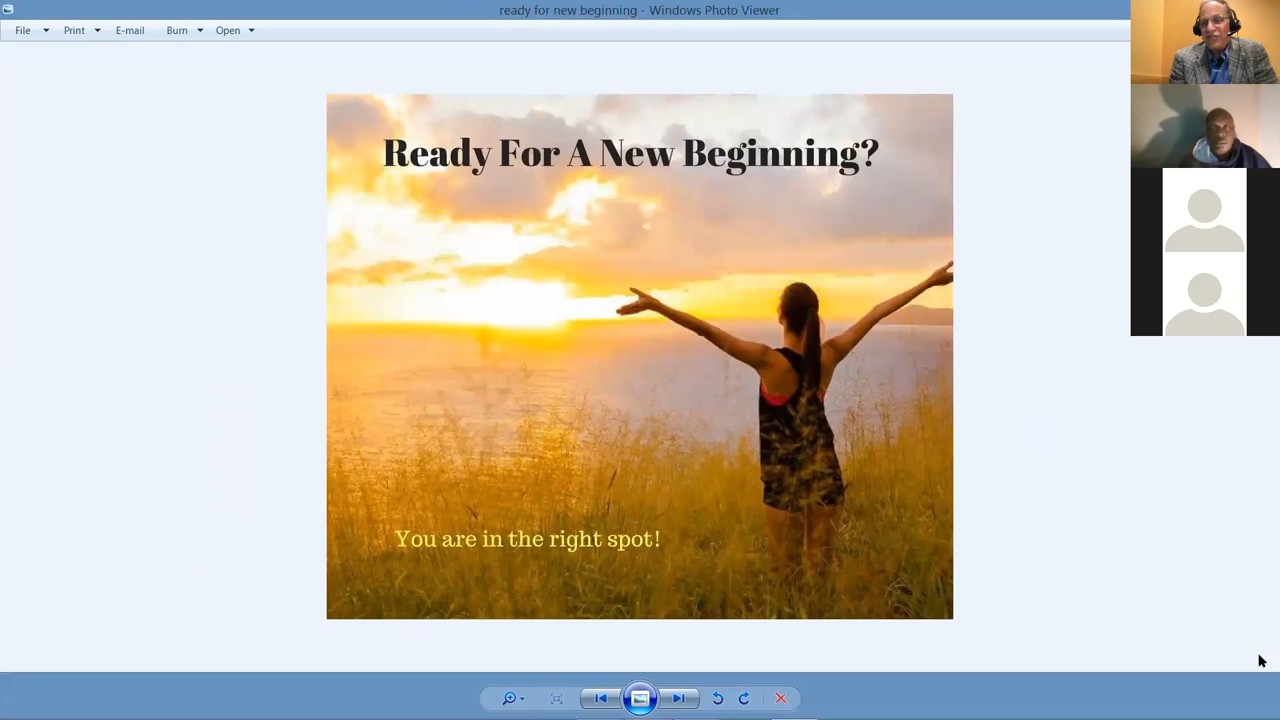 ready for new beginning - Windows Photo Viewer
File Print E-mail Burn Open
Ready For A New Beginning?
You are in the right spot!